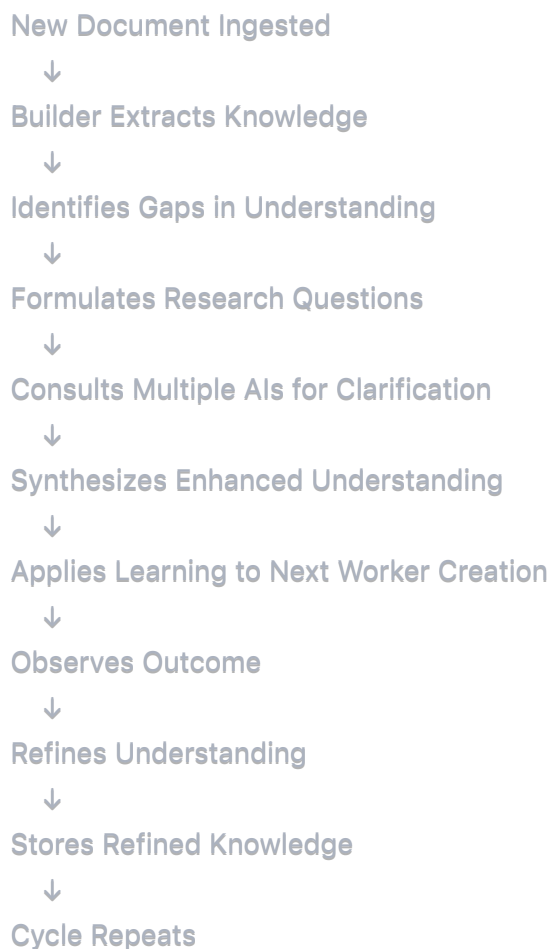 New Document Ingested
↓
Builder Extracts Knowledge
↓
Identifies Gaps in Understanding
↓
Formulates Research Questions
↓
Consults Multiple AIs for Clarification
↓
Synthesizes Enhanced Understanding
↓
Applies Learning to Next Worker Creation
↓
Observes Outcome
↓
Refines Understanding
↓
Stores Refined Knowledge
↓
Cycle Repeats